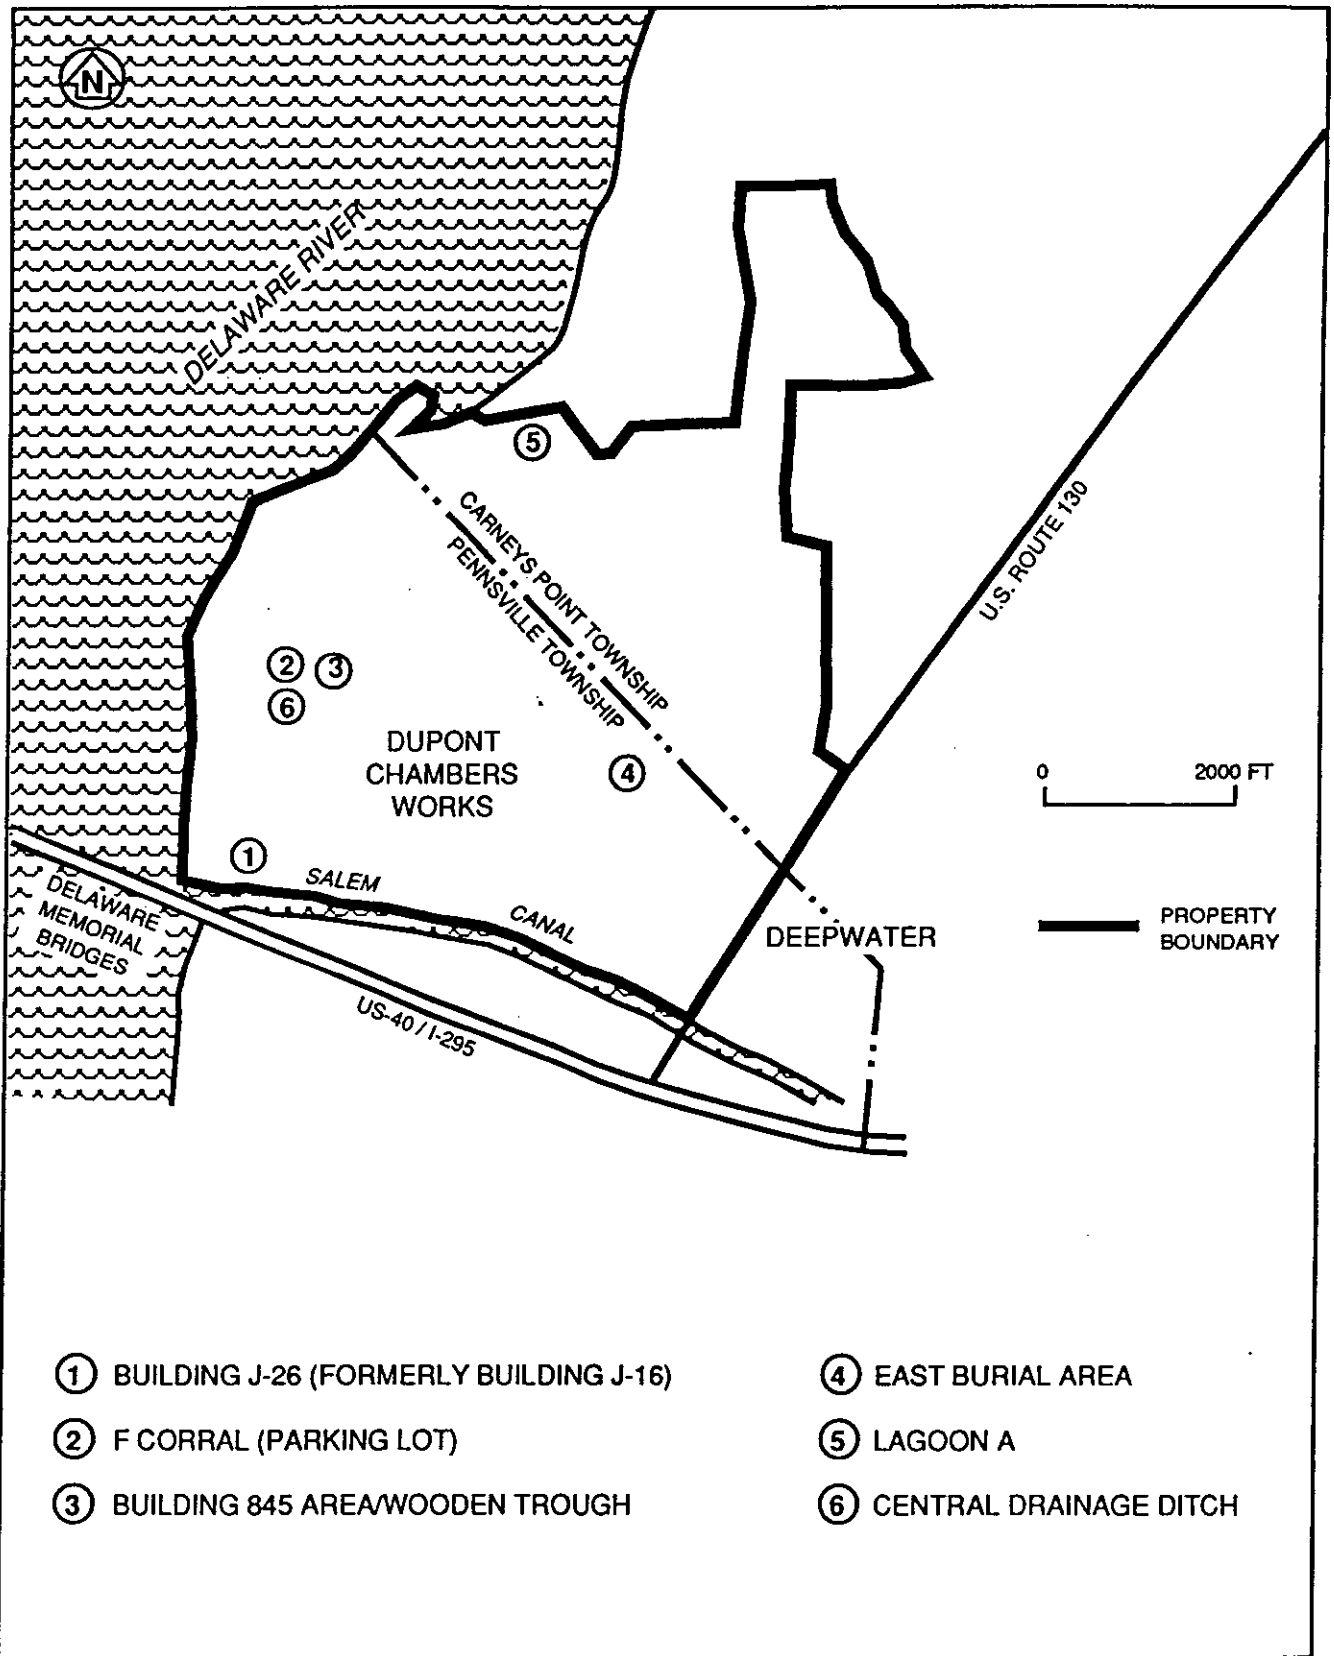 N
DELAWARE RIVER
5
CARNEYS POINT TOWNSHIP
PENNSVILLE TOWNSHIP
U.S. ROUTE 130
2 3
6
DUPONT
CHAMBERS
WORKS
4
0 2000 FT
1
SALEM
CANAL
DELAWARE
MEMORIAL
BRIDGES
DEEPWATER
PROPERTY
BOUNDARY
US-40 / I-295
1 BUILDING J-26 (FORMERLY BUILDING J-16)
2 F CORRAL (PARKING LOT)
3 BUILDING 845 AREA/WOODEN TROUGH
4 EAST BURIAL AREA
5 LAGOON A
6 CENTRAL DRAINAGE DITCH